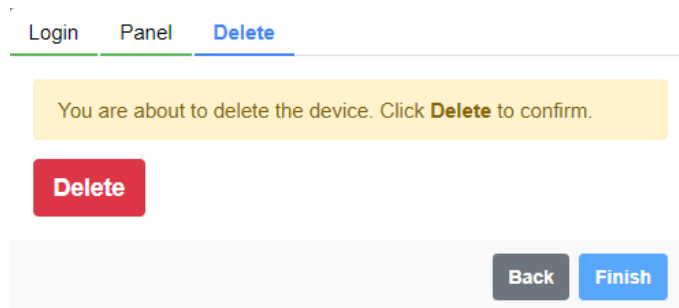 Login Panel Delete
You are about to delete the device. Click Delete to confirm.
Delete
Back Finish